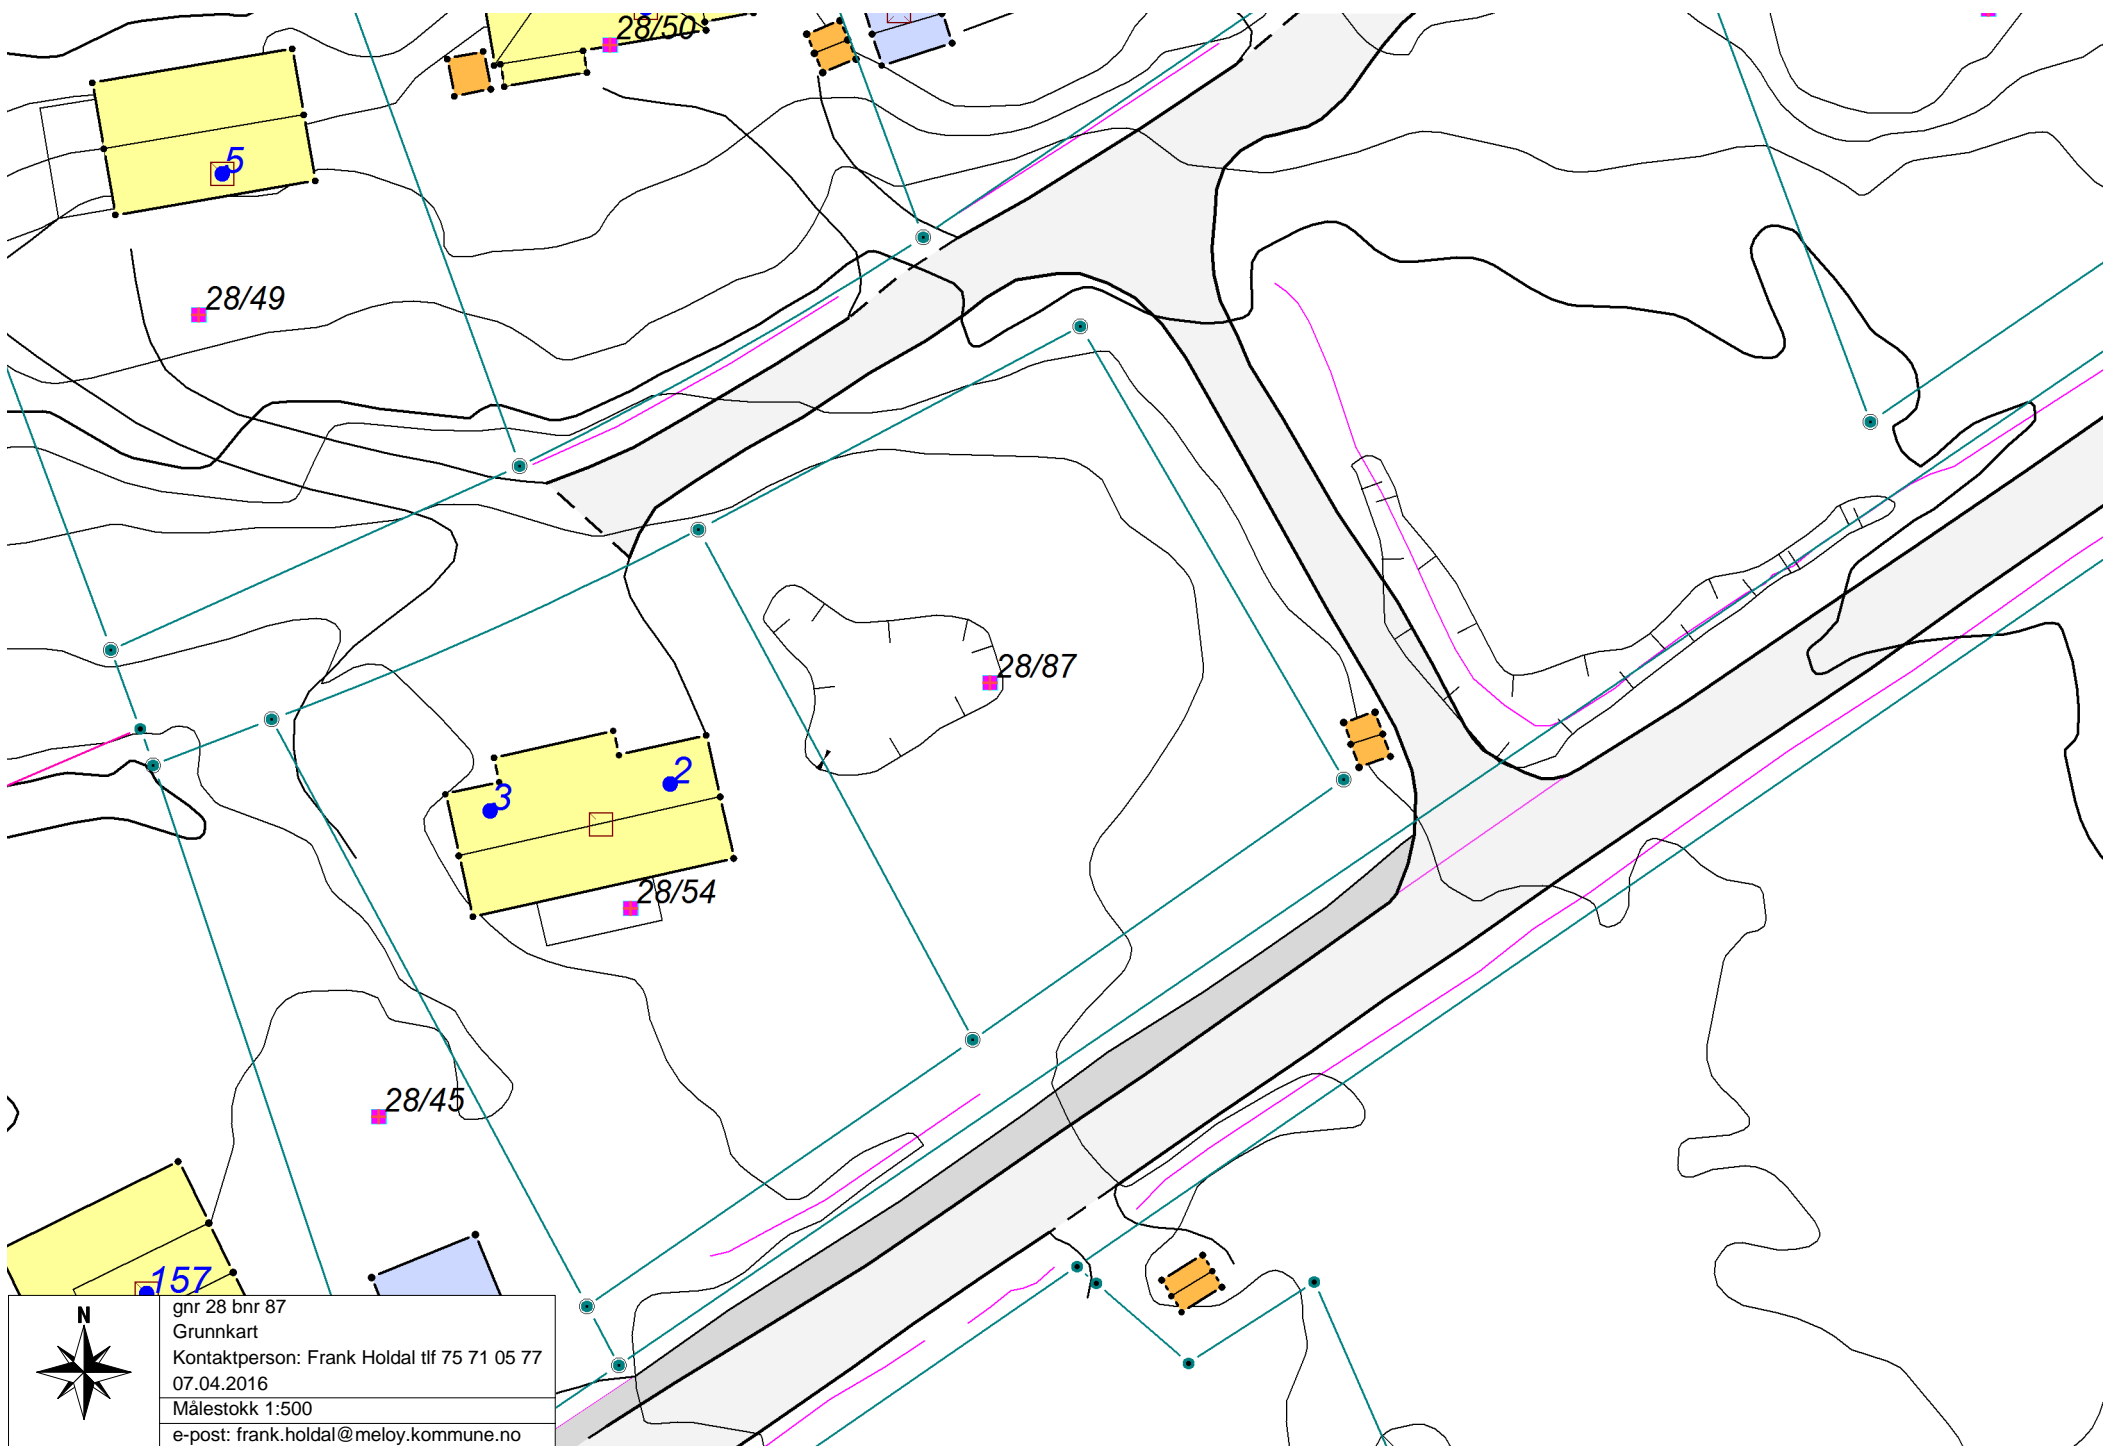 28/50
5
28/49
28/87
2
3
28/54
28/45
157
N
gnr 28 bnr 87
Grunnkart
Kontaktperson: Frank Holdal tlf 75 71 05 77
07.04.2016
Målestokk 1:500
e-post: frank.holdal@meloy.kommune.no